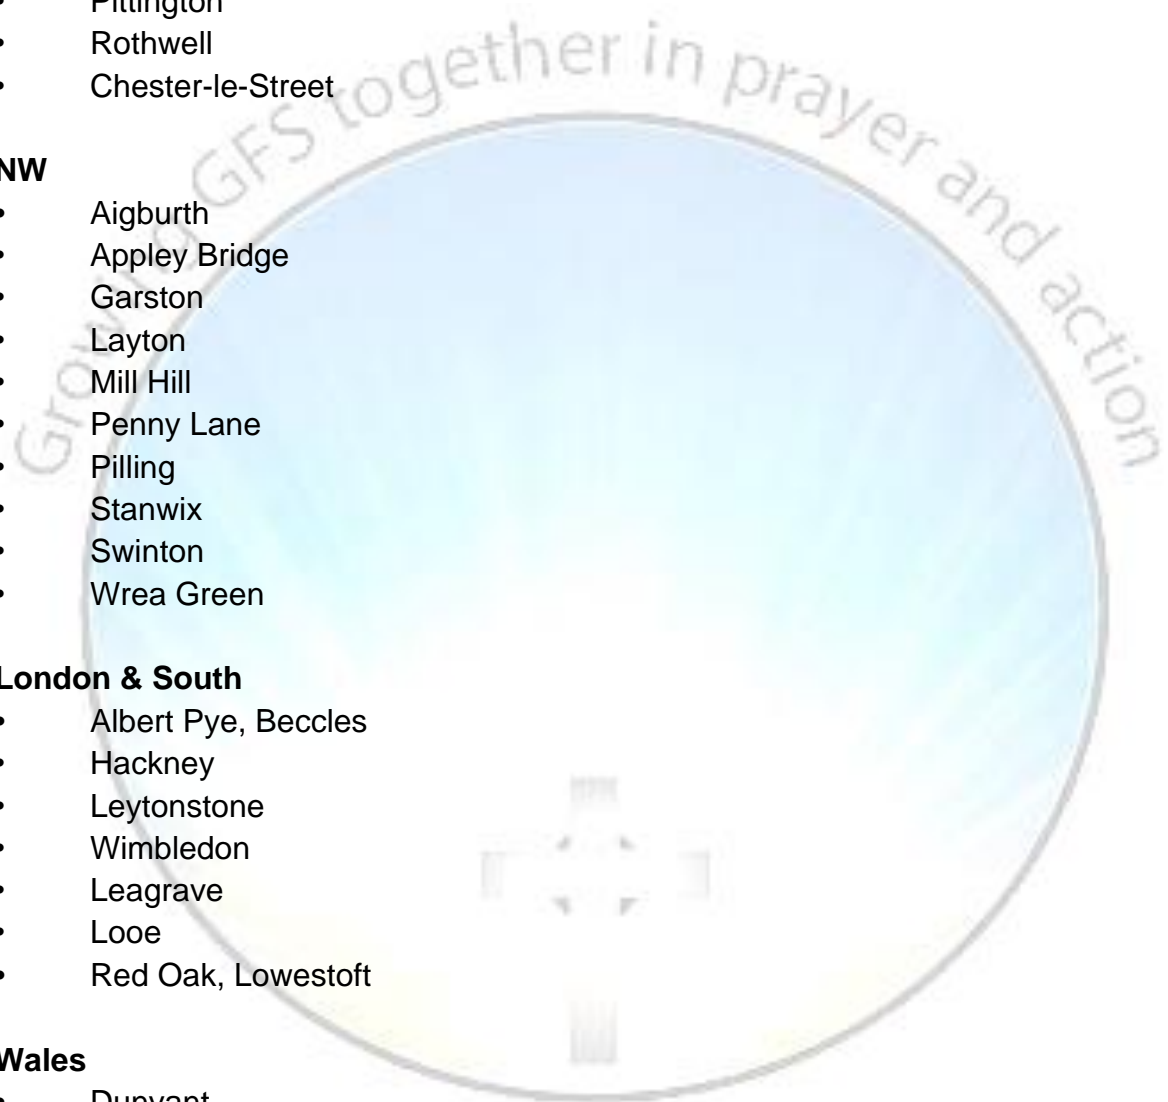 • Pittington
• Rothwell
• Chester-le-Street
NW
• Aigburth
• Appley Bridge
• Garston
• Layton
• Mill Hill
• Penny Lane
• Pilling
• Stanwix
• Swinton
• Wrea Green
London & South
• Albert Pye, Beccles
• Hackney
• Leytonstone
• Wimbledon
• Leagrave
• Looe
• Red Oak, Lowestoft
Wales
• Dunvant
Growing GFS together in prayer and action